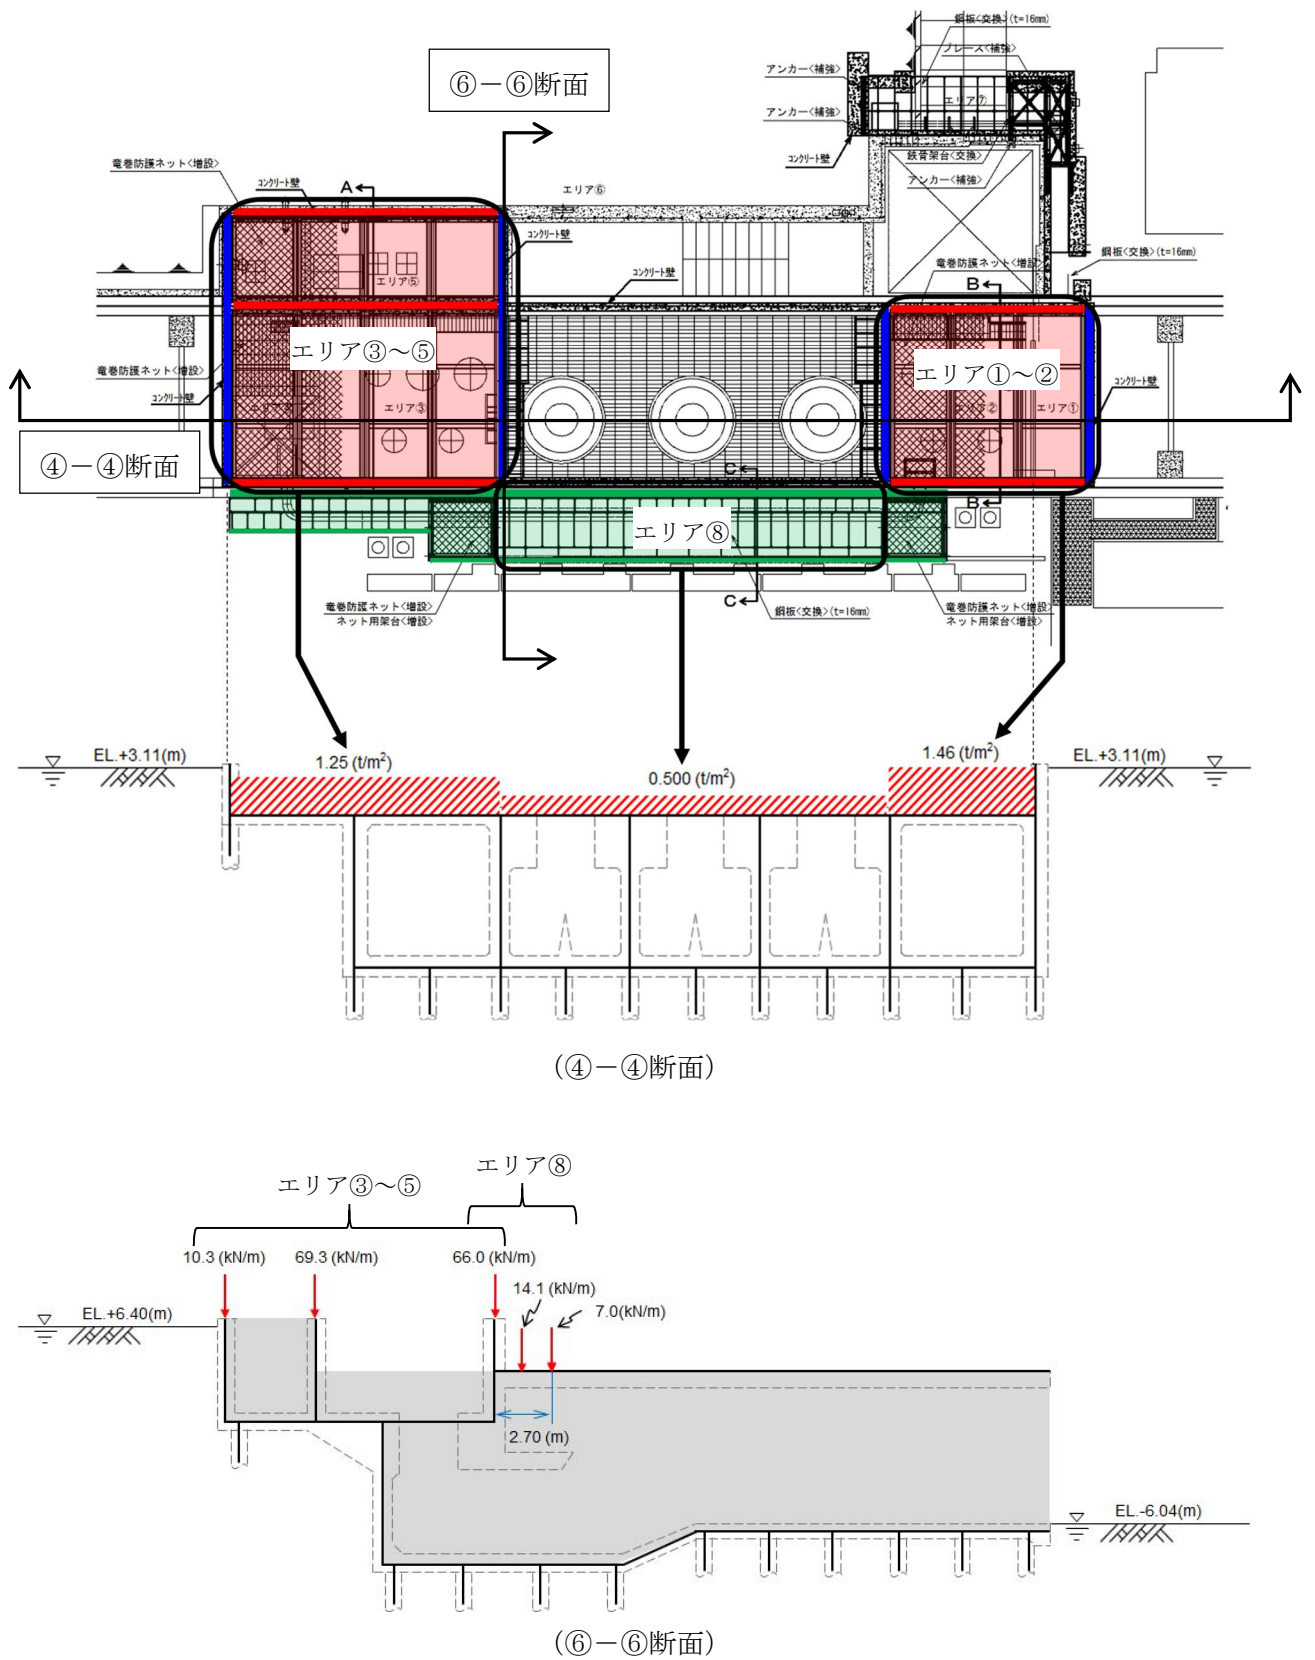 鋼板<交換>(t=16mm)
ブレース<補強>
⑥－⑥断面
アンカー<補強>
エリア⑦
アンカー<補強>
鉄骨架台<交換>
コンクリート壁
アンカー<補強>
竜巻防護ネット<増設>
コンクリート壁
A
エリア⑥
コンクリート壁
鋼板<交換>(t=16mm)
竜巻防護ネット<増設>
コンクリート壁
エリア⑤
B
エリア③～⑤
竜巻防護ネット<増設>
エリア①～②
コンクリート壁
コンクリート壁
エリア③
エリア②
エリア①
④－④断面
C
B
エリア⑧
C
竜巻防護ネット<増設>
ネット用架台<増設>
鋼板<交換>(t=16mm)
竜巻防護ネット<増設>
ネット用架台<増設>
EL.+3.11(m)
1.25 (t/m²)
0.500 (t/m²)
1.46 (t/m²)
EL.+3.11(m)
(④－④断面)
エリア⑧
エリア③～⑤
10.3 (kN/m)
69.3 (kN/m)
66.0 (kN/m)
14.1 (kN/m)
7.0(kN/m)
EL.+6.40(m)
2.70 (m)
EL.-6.04(m)
(⑥－⑥断面)